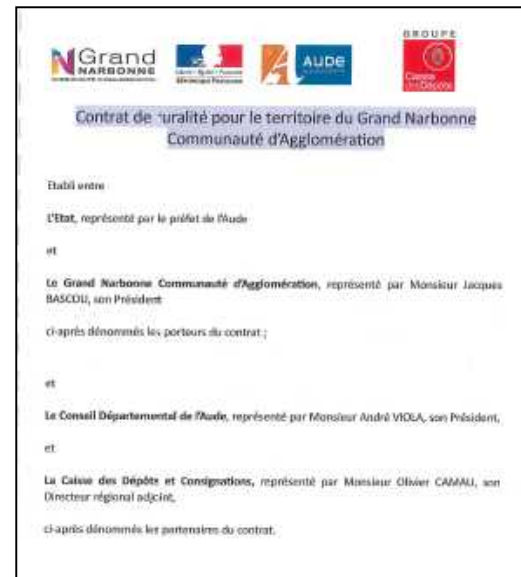 Grand
NARBONNE
AUDE
GROUPE
Caisse
des Dépôts
Contrat de ruralité pour le territoire du Grand Narbonne
Communauté d'Agglomération
Etabli entre
L'Etat, représenté par le préfet de l'Aude
et
Le Grand Narbonne Communauté d'Agglomération, représenté par Monsieur Jacques
BASCOU, son Président
ci-après dénommés les porteurs du contrat ;
et
Le Conseil Départemental de l'Aude, représenté par Monsieur André VIOLA, son Président,
et
La Caisse des Dépôts et Consignations, représenté par Monsieur Olivier CAMAU, son
Directeur régional adjoint,
ci-après dénommés les partenaires du contrat.